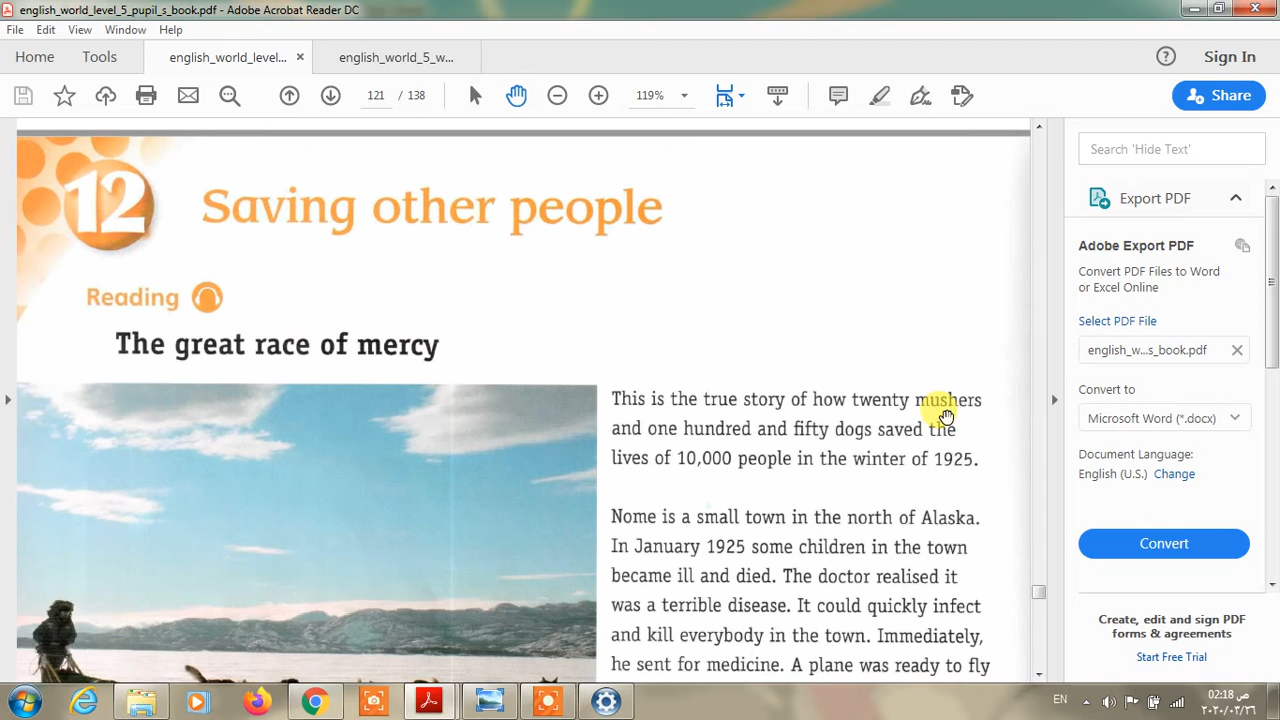 english_world_level_5_pupil_s_book.pdf - Adobe Acrobat Reader DC
File Edit View Window Help
Home Tools english_world_level... × english_world_5_w... Sign In
121 / 138 119% Share
12 Saving other people
Reading
The great race of mercy
This is the true story of how twenty mushers
and one hundred and fifty dogs saved the
lives of 10,000 people in the winter of 1925.
Nome is a small town in the north of Alaska.
In January 1925 some children in the town
became ill and died. The doctor realised it
was a terrible disease. It could quickly infect
and kill everybody in the town. Immediately,
he sent for medicine. A plane was ready to fly
Search 'Hide Text'
Export PDF
Adobe Export PDF
Convert PDF Files to Word
or Excel Online
Select PDF File
english_w...s_book.pdf
Convert to
Microsoft Word (*.docx)
Document Language:
English (U.S.) Change
Convert
Create, edit and sign PDF
forms & agreements
Start Free Trial
EN
02:18 ص
٢٠٢٠/٠٣/٢٦